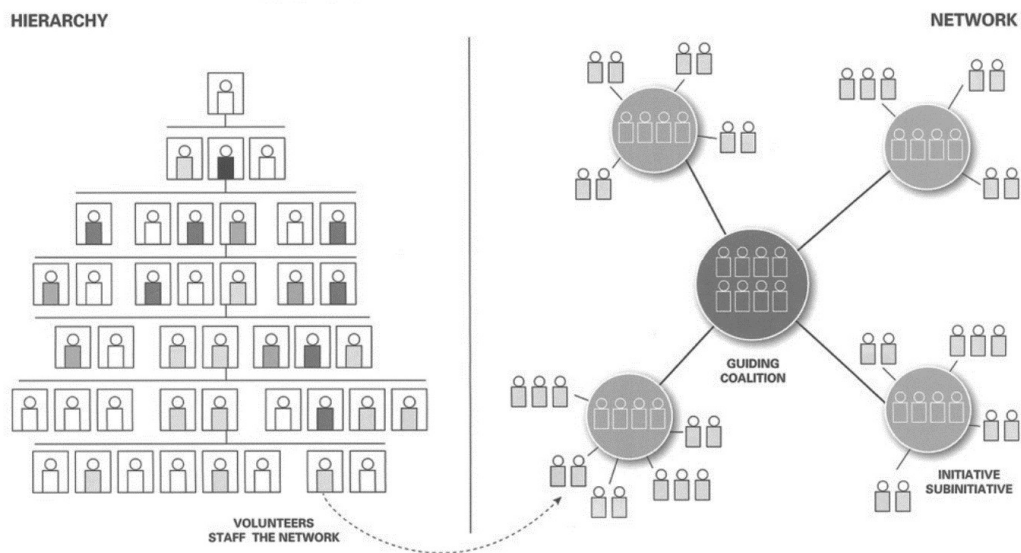 HIERARCHY
NETWORK
GUIDING
COALITION
INITIATIVE
SUBINITIATIVE
VOLUNTEERS
STAFF THE NETWORK